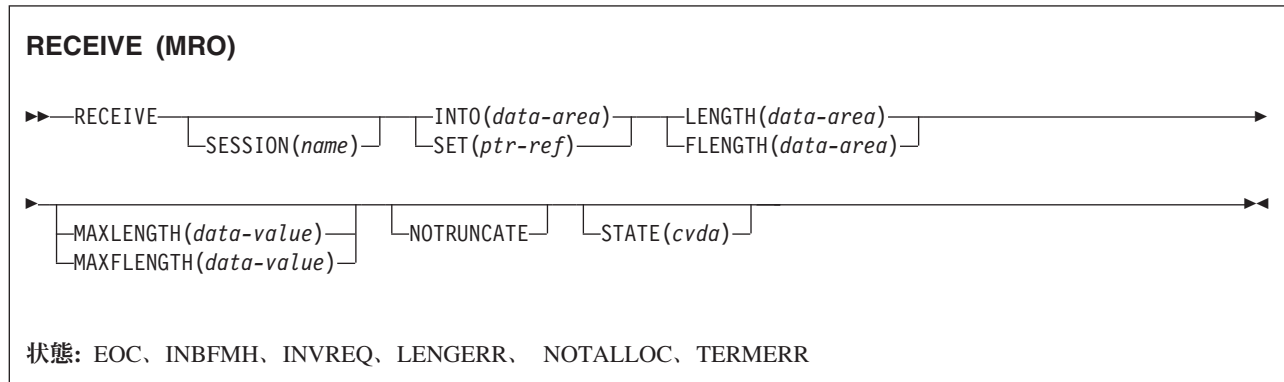 RECEIVE (MRO)
RECEIVE INTO(data-area) LENGTH(data-area)
SESSION(name) SET(ptr-ref) FLENGTH(data-area)
MAXLENGTH(data-value) NOTRUNCATE STATE(cvda)
MAXFLENGTH(data-value)
状態: EOC、INBFMH、INVREQ、LENGERR、 NOTALLOC、TERMERR